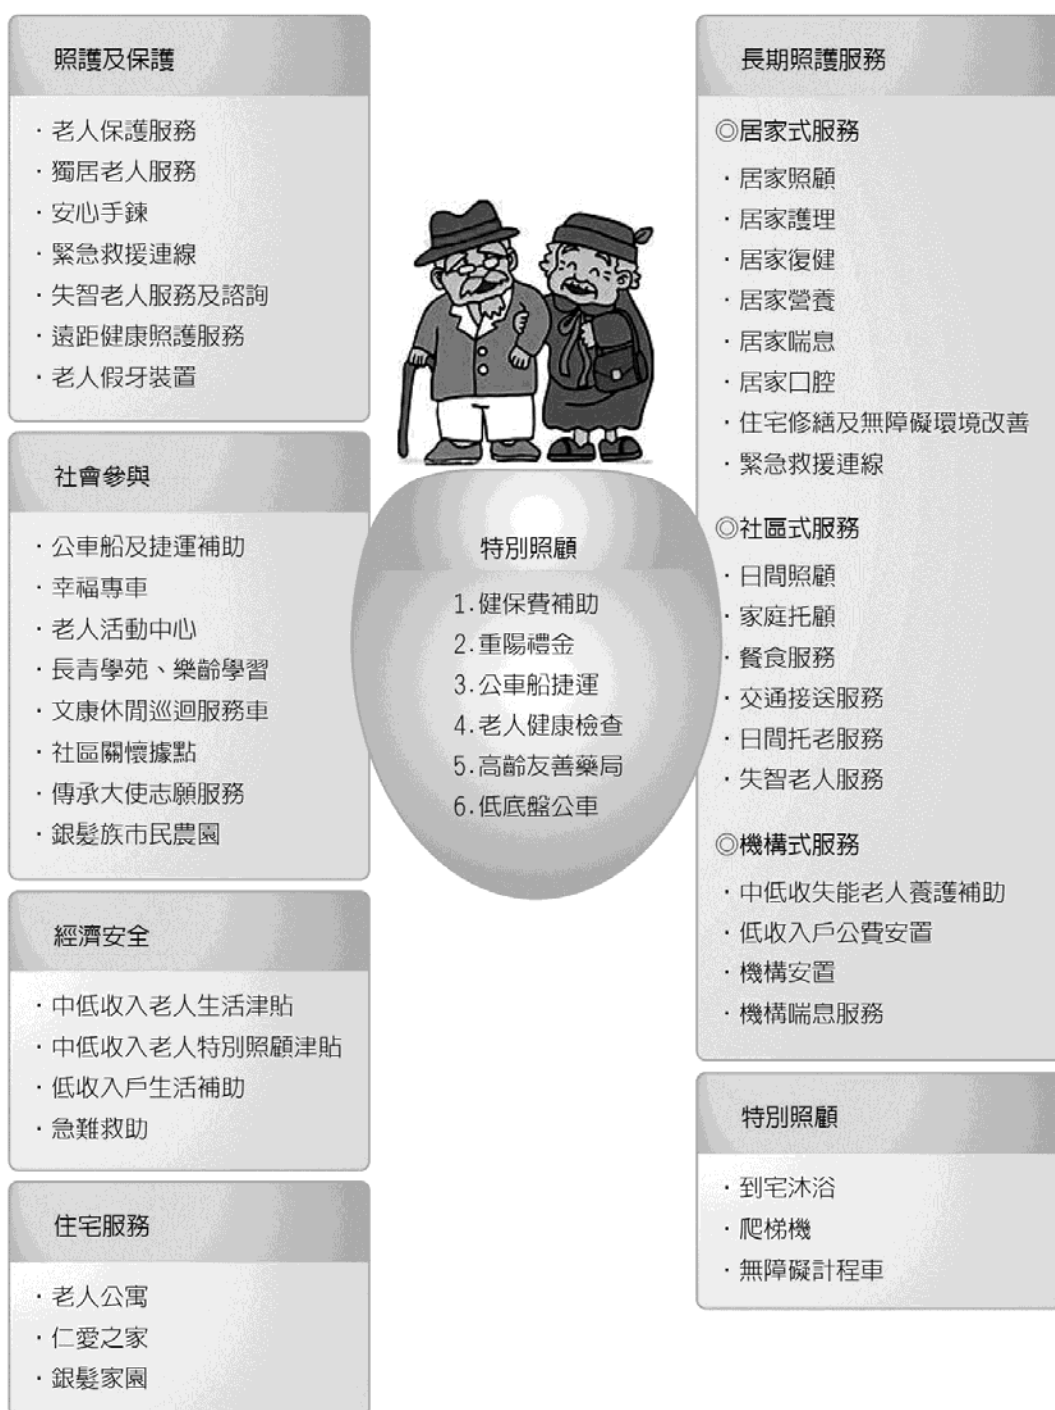 照護及保護
·老人保護服務
·獨居老人服務
·安心手鍊
·緊急救援連線
·失智老人服務及諮詢
·遠距健康照護服務
·老人假牙裝置
社會參與
·公車船及捷運補助
·幸福專車
·老人活動中心
·長青學苑、樂齡學習
·文康休閒巡迴服務車
·社區關懷據點
·傳承大使志願服務
·銀髮族市民農園
經濟安全
·中低收入老人生活津貼
·中低收入老人特別照顧津貼
·低收入戶生活補助
·急難救助
住宅服務
·老人公寓
·仁愛之家
·銀髮家園
特別照顧
1.健保費補助
2.重陽禮金
3.公車船捷運
4.老人健康檢查
5.高齡友善藥局
6.低底盤公車
長期照護服務
◎居家式服務
·居家照顧
·居家護理
·居家復健
·居家營養
·居家喘息
·居家口腔
·住宅修繕及無障礙環境改善
·緊急救援連線
◎社區式服務
·日間照顧
·家庭托顧
·餐食服務
·交通接送服務
·日間托老服務
·失智老人服務
◎機構式服務
·中低收失能老人養護補助
·低收入戶公費安置
·機構安置
·機構喘息服務
特別照顧
·到宅沐浴
·爬梯機
·無障礙計程車